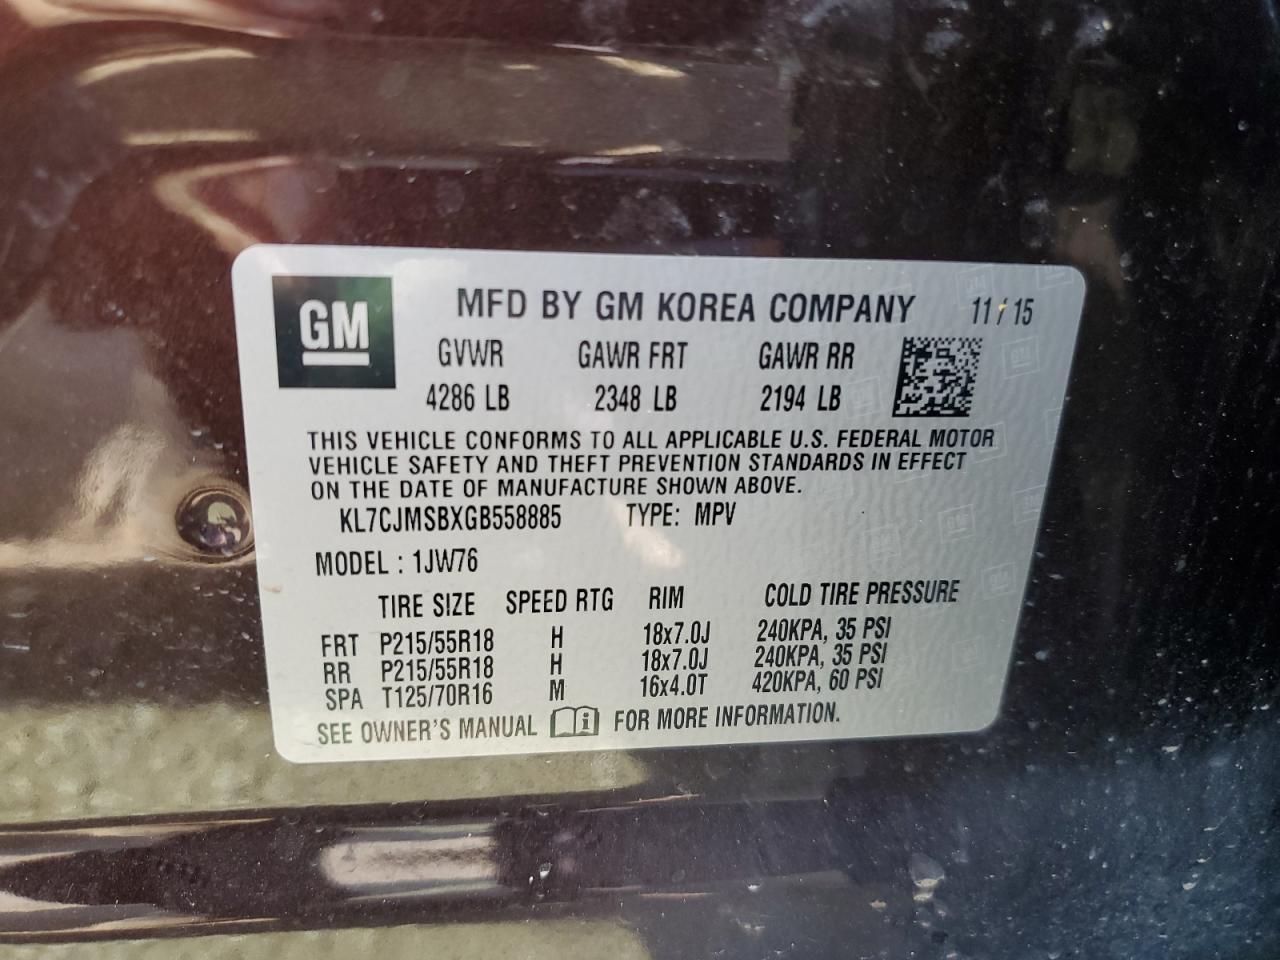 GM
MFD BY GM KOREA COMPANY 11/15
GVWR GAWR FRT GAWR RR
4286 LB 2348 LB 2194 LB
THIS VEHICLE CONFORMS TO ALL APPLICABLE U.S. FEDERAL MOTOR
VEHICLE SAFETY AND THEFT PREVENTION STANDARDS IN EFFECT
ON THE DATE OF MANUFACTURE SHOWN ABOVE.
KL7CJMSBXGB558885 TYPE: MPV
MODEL : 1JW76
TIRE SIZE SPEED RTG RIM COLD TIRE PRESSURE
FRT P215/55R18 H 18x7.0J 240KPA, 35 PSI
RR P215/55R18 H 18x7.0J 240KPA, 35 PSI
SPA T125/70R16 M 16x4.0T 420KPA, 60 PSI
SEE OWNER'S MANUAL FOR MORE INFORMATION.